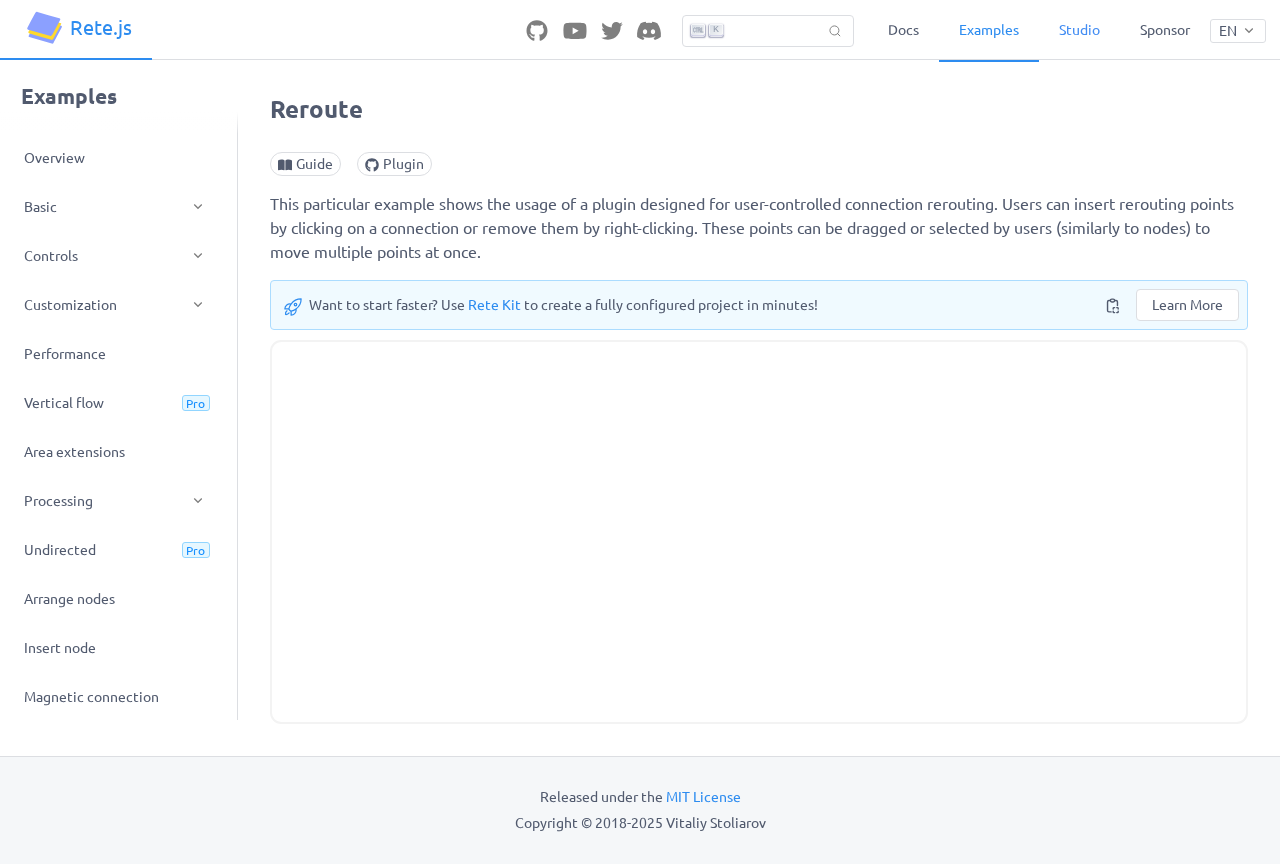 Rete.js
K
Docs
Examples
Studio
Sponsor
EN
Examples
Overview
Basic
Controls
Customization
Performance
Vertical flow
Pro
Area extensions
Processing
Undirected
Pro
Arrange nodes
Insert node
Magnetic connection
Reroute
Guide
Plugin
This particular example shows the usage of a plugin designed for user-controlled connection rerouting. Users can insert rerouting points
by clicking on a connection or remove them by right-clicking. These points can be dragged or selected by users (similarly to nodes) to
move multiple points at once.
Want to start faster? Use Rete Kit to create a fully configured project in minutes!
Learn More
Released under the MIT License
Copyright © 2018-2025 Vitaliy Stoliarov